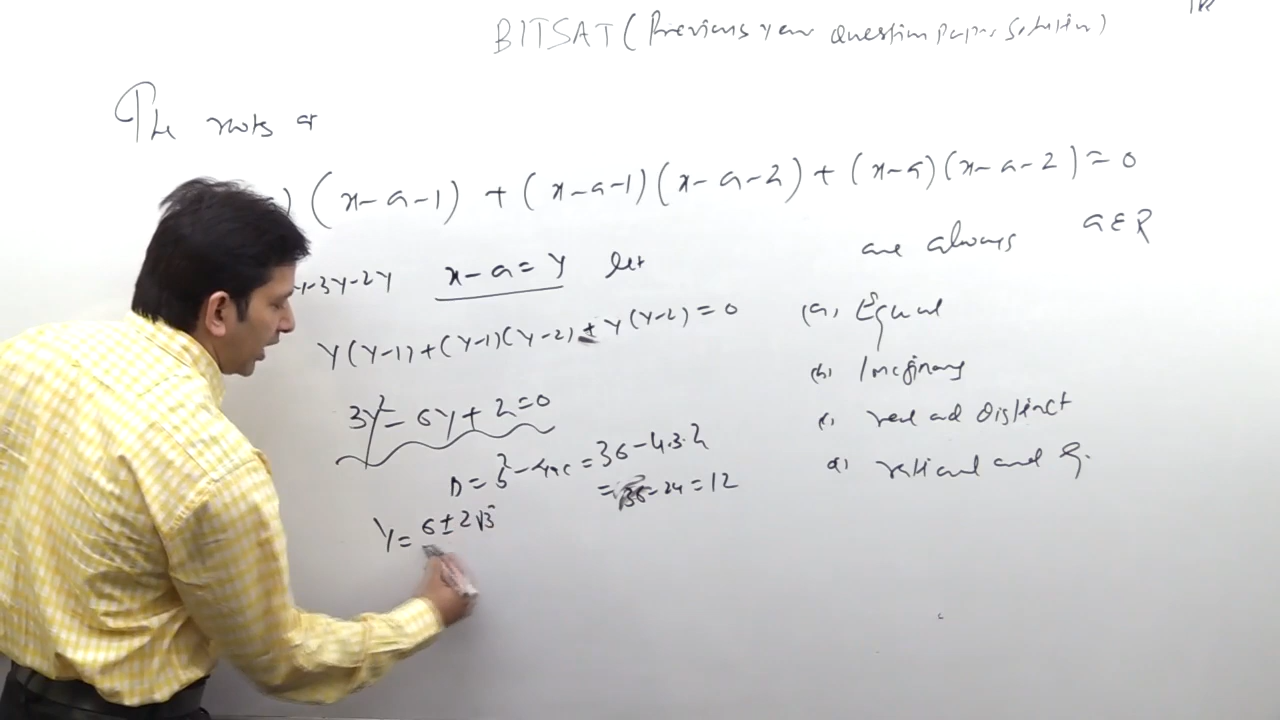 BITSAT (Previous year Question paper Solution)
The roots of
) (x-a-1) + (x-a-1) (x-a-2) + (x-a) (x-a-2) = 0
are always a∈R
-3y-2y x-a=y let
y(y-1)+(y-1)(y-2)+y(y-2)=0
(a) Equal
(b) Imaginary
3y²-6y+2=0
(c) real and Distinct
D=b²-4ac=36-4.3.2
(d) rational and Eq.
=36-24=12
y=6±2√3